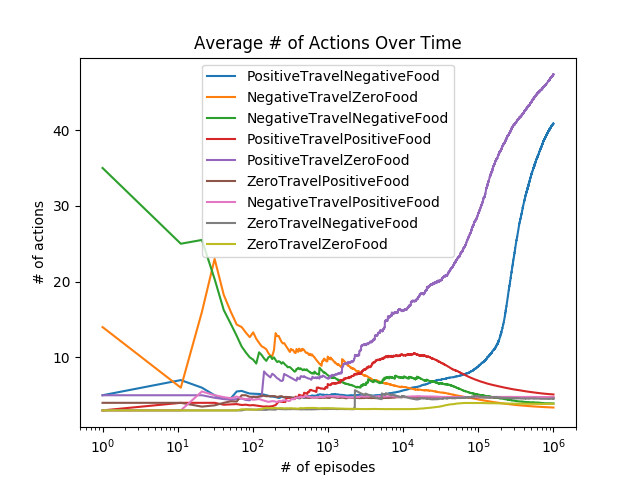 Average # of Actions Over Time
PositiveTravelNegativeFood
NegativeTravelZeroFood
NegativeTravelNegativeFood
PositiveTravelPositiveFood
PositiveTravelZeroFood
ZeroTravelPositiveFood
NegativeTravelPositiveFood
ZeroTravelNegativeFood
ZeroTravelZeroFood
# of actions
40
30
20
10
10⁰ 10¹ 10² 10³ 10⁴ 10⁵ 10⁶
# of episodes